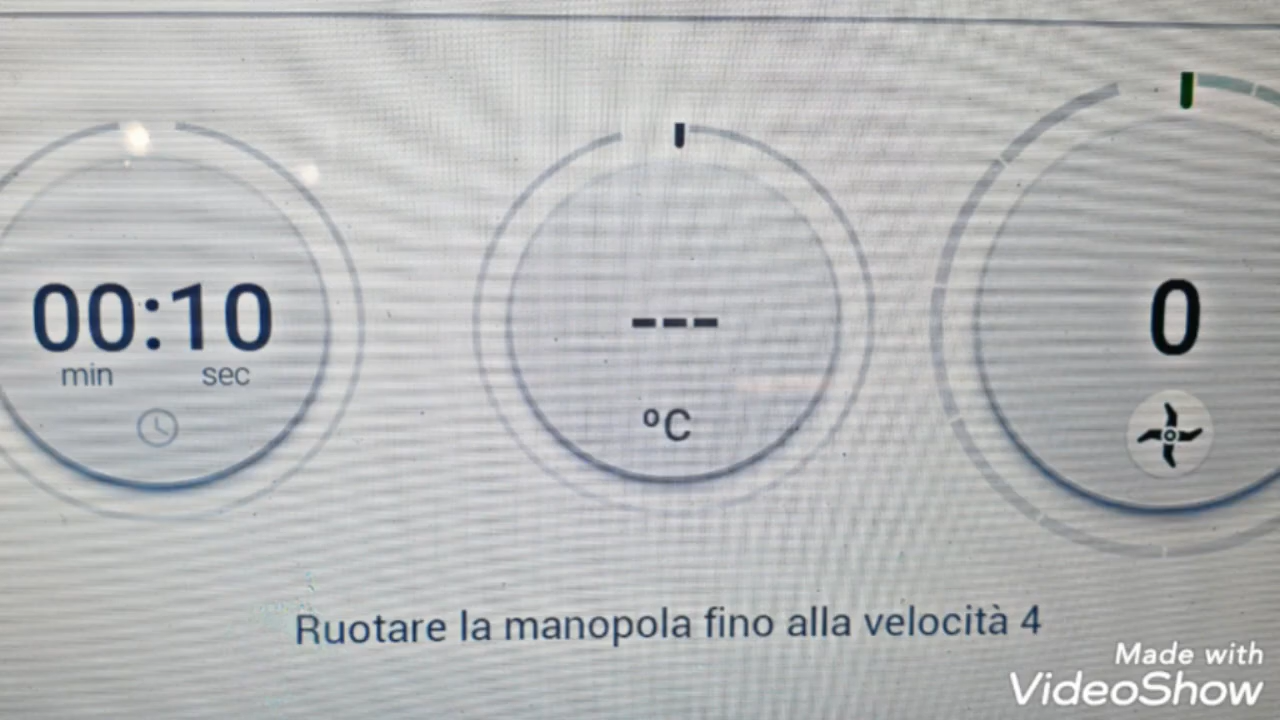 00:10
min sec
---
ºC
0
Ruotare la manopola fino alla velocità 4
Made with
VideoShow